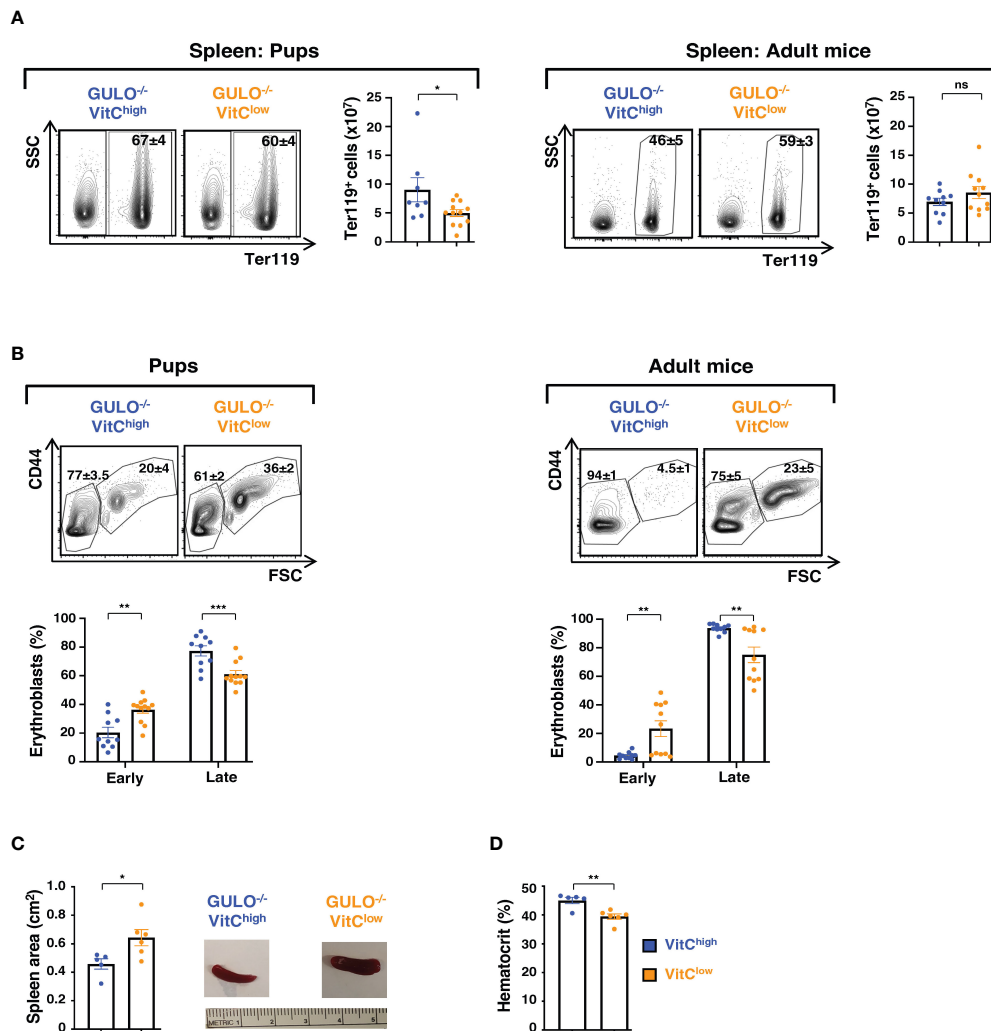 A
Spleen: Pups
Spleen: Adult mice
GULO-/-
VitChigh
GULO-/-
VitClow
GULO-/-
VitChigh
GULO-/-
VitClow
SSC
67±4
60±4
Ter119
Ter119+ cells (x10⁷)
25
20
15
10
5
0
*
SSC
46±5
59±3
Ter119
Ter119+ cells (x10⁷)
25
20
15
10
5
0
ns
B
Pups
Adult mice
GULO-/-
VitChigh
GULO-/-
VitClow
GULO-/-
VitChigh
GULO-/-
VitClow
CD44
77±3.5
20±4
61±2
36±2
FSC
CD44
94±1
4.5±1
75±5
23±5
FSC
Erythroblasts (%)
100
80
60
40
20
0
**
***
Early
Late
Erythroblasts (%)
100
80
60
40
20
0
**
**
Early
Late
C
Spleen area (cm²)
1.0
0.8
0.6
0.4
0.2
0
*
GULO-/-
VitChigh
GULO-/-
VitClow
METRIC 1 2 3 4 5
D
Hematocrit (%)
50
40
30
20
10
0
**
VitChigh
VitClow